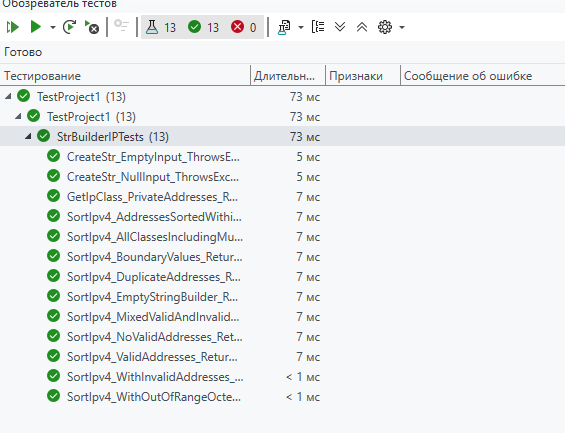 Обозреватель тестов
13 13 0
Готово
Тестирование Длительн... Признаки Сообщение об ошибке
TestProject1 (13) 73 мс
TestProject1 (13) 73 мс
StrBuilderIPTests (13) 73 мс
CreateStr_EmptyInput_ThrowsE... 5 мс
CreateStr_NullInput_ThrowsExc... 5 мс
GetIpClass_PrivateAddresses_R... 7 мс
SortIpv4_AddressesSortedWithi... 7 мс
SortIpv4_AllClassesIncludingMu... 7 мс
SortIpv4_BoundaryValues_Retur... 7 мс
SortIpv4_DuplicateAddresses_R... 7 мс
SortIpv4_EmptyStringBuilder_R... 7 мс
SortIpv4_MixedValidAndInvalid... 7 мс
SortIpv4_NoValidAddresses_Ret... 7 мс
SortIpv4_ValidAddresses_Retur... 7 мс
SortIpv4_WithInvalidAddresses_... < 1 мс
SortIpv4_WithOutOfRangeOcte... < 1 мс